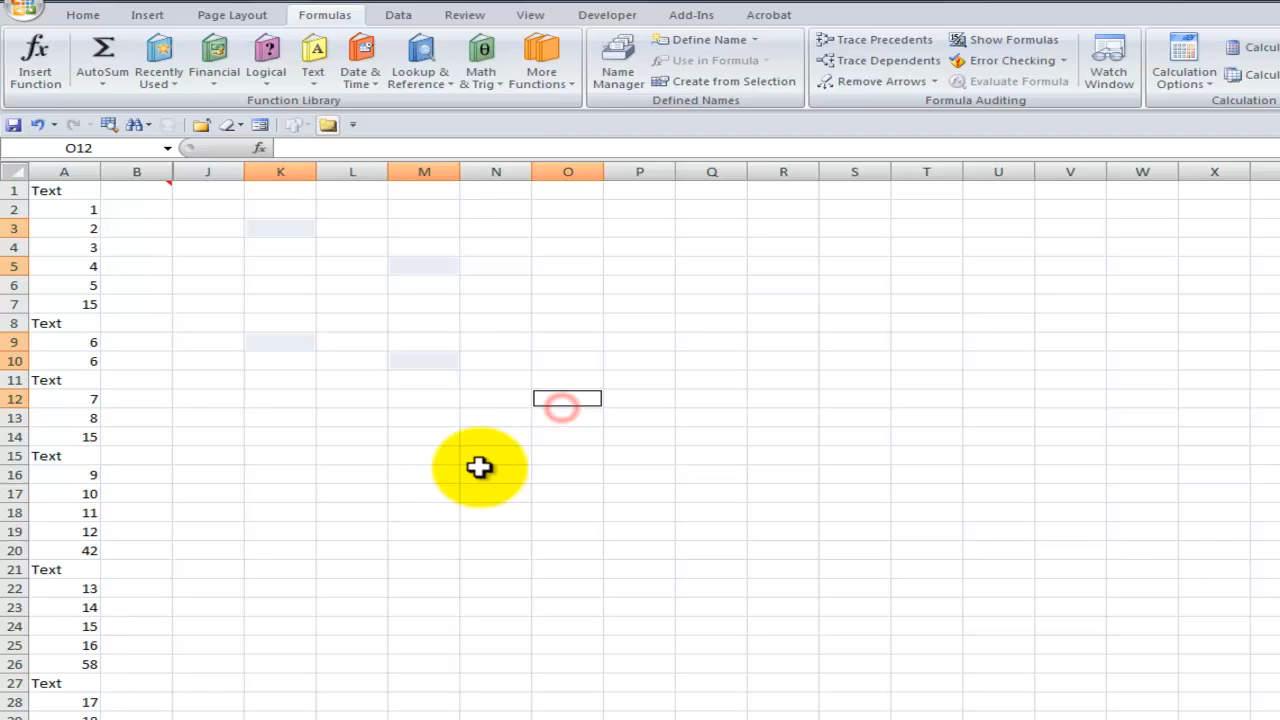 Home Insert Page Layout Formulas Data Review View Developer Add-Ins Acrobat
fx Insert Function
Σ AutoSum
Recently Used
Financial
Logical
Text
Date & Time
Lookup & Reference
Math & Trig
More Functions
Function Library
Name Manager
Define Name
Use in Formula
Create from Selection
Defined Names
Trace Precedents
Trace Dependents
Remove Arrows
Show Formulas
Error Checking
Evaluate Formula
Formula Auditing
Watch Window
Calculation Options
Calcu
Calcu
Calculation
O12 fx
A B J K L M N O P Q R S T U V W X
1 Text
2 1
3 2
4 3
5 4
6 5
7 15
8 Text
9 6
10 6
11 Text
12 7
13 8
14 15
15 Text
16 9
17 10
18 11
19 12
20 42
21 Text
22 13
23 14
24 15
25 16
26 58
27 Text
28 17